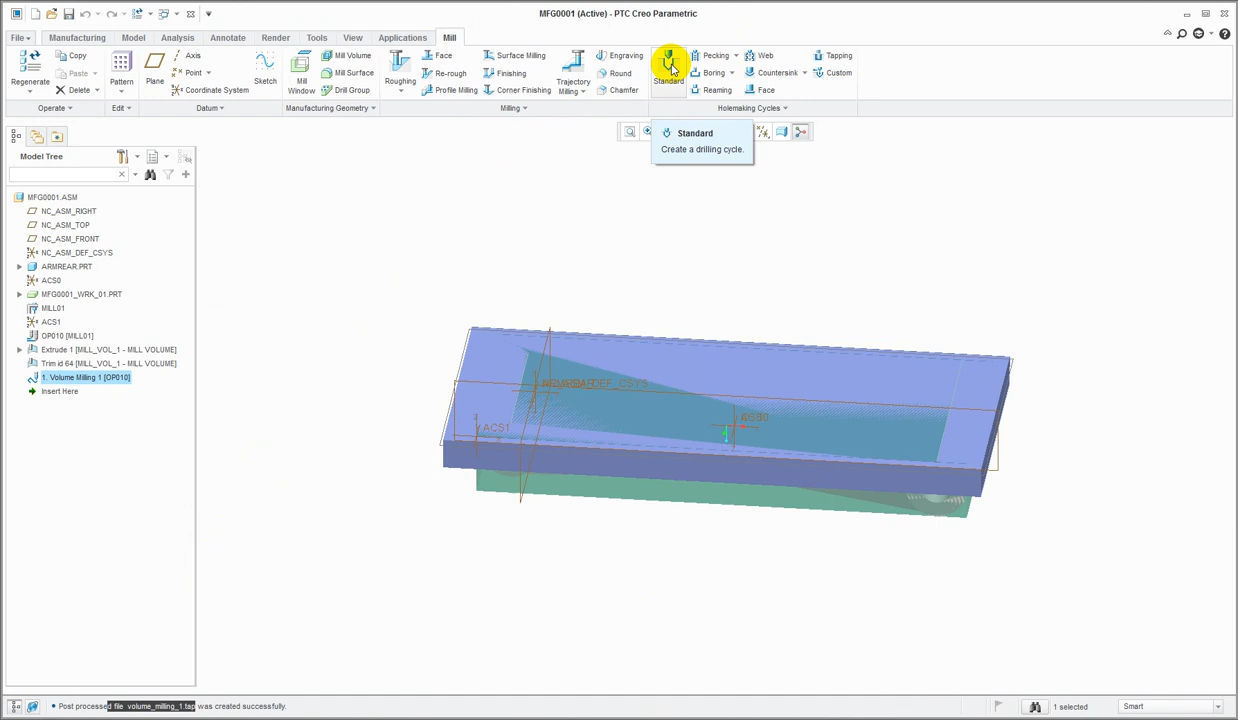 MFG0001 (Active) - PTC Creo Parametric
File Manufacturing Model Analysis Annotate Render Tools View Applications Mill
Regenerate Copy Paste Delete
Pattern
Plane Axis Point Coordinate System Sketch
Mill Window Mill Volume Mill Surface Drill Group
Roughing Face Re-rough Profile Milling Surface Milling Finishing Corner Finishing Trajectory Milling Engraving Round Chamfer
Standard Pecking Boring Reaming Web Countersink Face Tapping Custom
Operate Edit Datum Manufacturing Geometry Milling Holemaking Cycles
Standard
Create a drilling cycle.
Model Tree
MFG0001.ASM
NC_ASM_RIGHT
NC_ASM_TOP
NC_ASM_FRONT
NC_ASM_DEF_CSYS
ARMREAR.PRT
ACS0
MFG0001_WRK_01.PRT
MILL01
ACS1
OP010 [MILL01]
Extrude 1 [MILL_VOL_1 - MILL VOLUME]
Trim id 64 [MILL_VOL_1 - MILL VOLUME]
1. Volume Milling 1 [OP010]
Insert Here
ACS1
Post processed file volume_milling_1.tap was created successfully.
1 selected
Smart